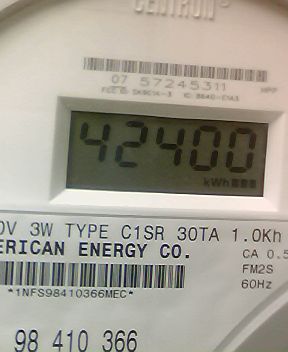 CENTRON
07 57245311
42400
kWh
0V 3W TYPE C1SR 30TA 1.0Kh
ERICAN ENERGY CO.
CA 0.5
FM2S
*1NFS98410366MEC*
60Hz
98 410 366